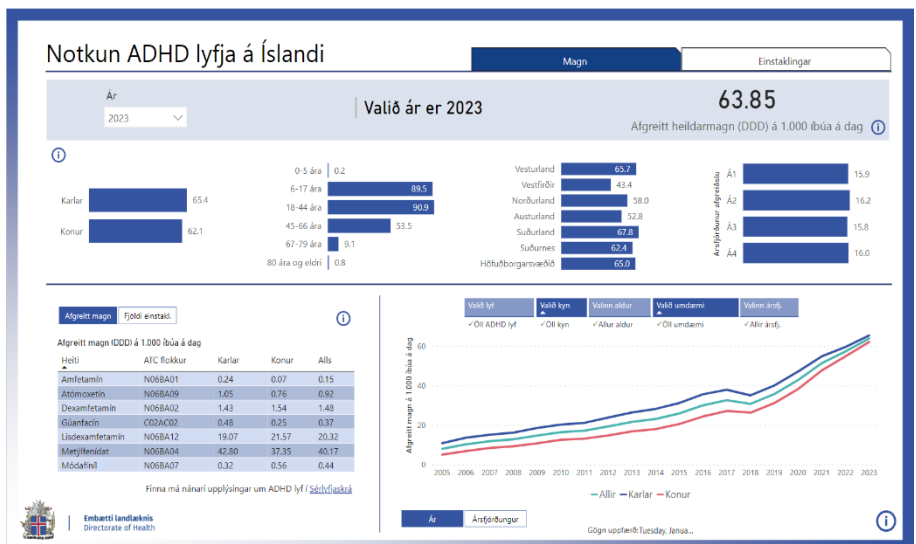 Notkun ADHD lyfja á Íslandi
Magn
Einstaklingar
Ár
2023
Valið ár er 2023
63.85
Afgreitt heildarmagn (DDD) á 1.000 íbúa á dag
Karlar 65.4
Konur 62.1
0-5 ára 0.2
6-17 ára 89.5
18-44 ára 90.9
45-66 ára 53.5
67-79 ára 9.1
80 ára og eldri 0.8
Vesturland 65.7
Vestfirðir 43.4
Norðurland 58.0
Austurland 52.8
Suðurland 67.8
Suðurnes 62.4
Höfuðborgarsvæðið 65.0
Ársfjórðunur afgreiðslu
Á1 15.9
Á2 16.2
Á3 15.8
Á4 16.0
Afgreitt magn
Fjöldi einstakl.
Afgreitt magn (DDD) á 1.000 íbúa á dag
Heiti ATC flokkur Karlar Konur Alls
Amfetamín N06BA01 0.24 0.07 0.15
Atómoxetín N06BA09 1.05 0.76 0.92
Dexamfetamín N06BA02 1.43 1.54 1.48
Gúanfacín C02AC02 0.48 0.25 0.37
Lisdexamfetamín N06BA12 19.07 21.57 20.32
Metýlfenídat N06BA04 42.80 37.35 40.17
Módafíníl N06BA07 0.32 0.56 0.44
Finna má nánari upplýsingar um ADHD lyf í Sérlyfjaskrá
Embætti landlæknis
Directorate of Health
Valið lyf Valið kyn Valinn aldur Valið umdæmi Valinn ársfj.
✓Öll ADHD lyf ✓Öll kyn ✓Allur aldur ✓Öll umdæmi ✓Allir ársfj.
Afgreitt magn á 1.000 íbúa á dag
60
40
20
0
2005 2006 2007 2008 2009 2010 2011 2012 2013 2014 2015 2016 2017 2018 2019 2020 2021 2022 2023
Allir Karlar Konur
Ár
Ársfjórðungur
Gögn uppfærð:Tuesday, Janua...